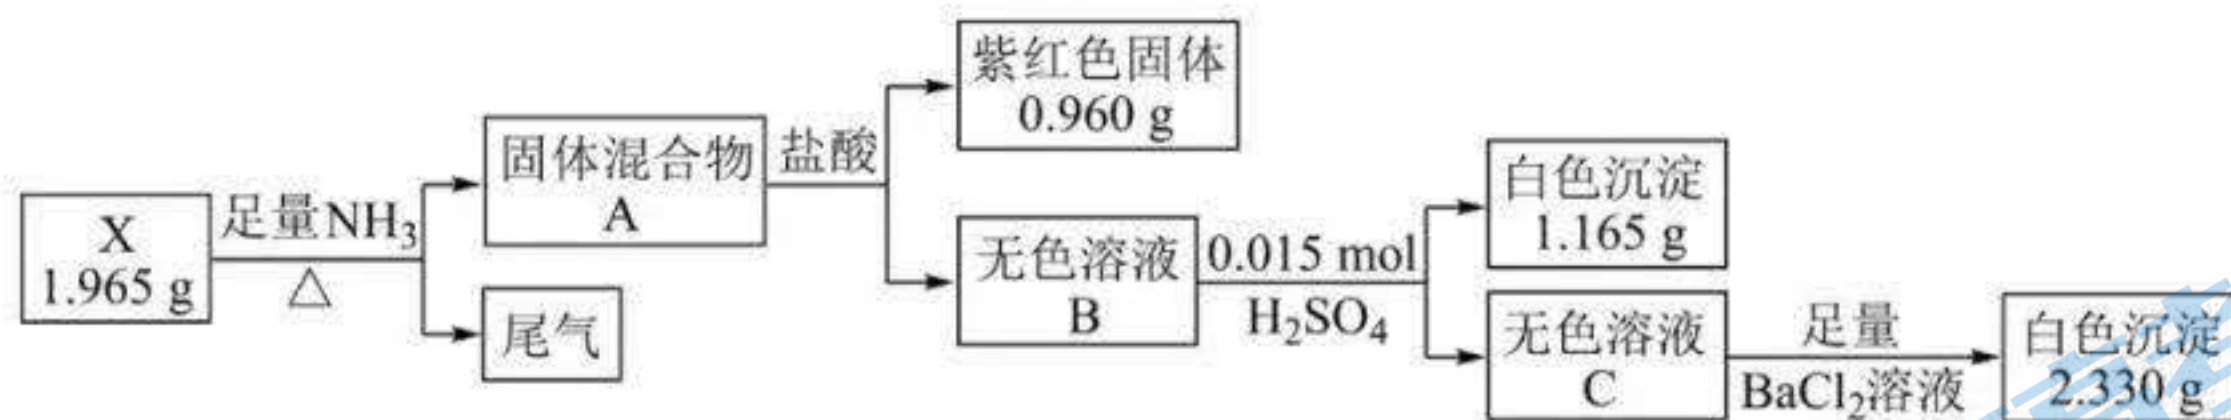 X
1.965 g
足量NH₃
△
固体混合物
A
尾气
盐酸
紫红色固体
0.960 g
无色溶液
B
0.015 mol
H₂SO₄
白色沉淀
1.165 g
无色溶液
C
足量
BaCl₂溶液
白色沉淀
2.330 g